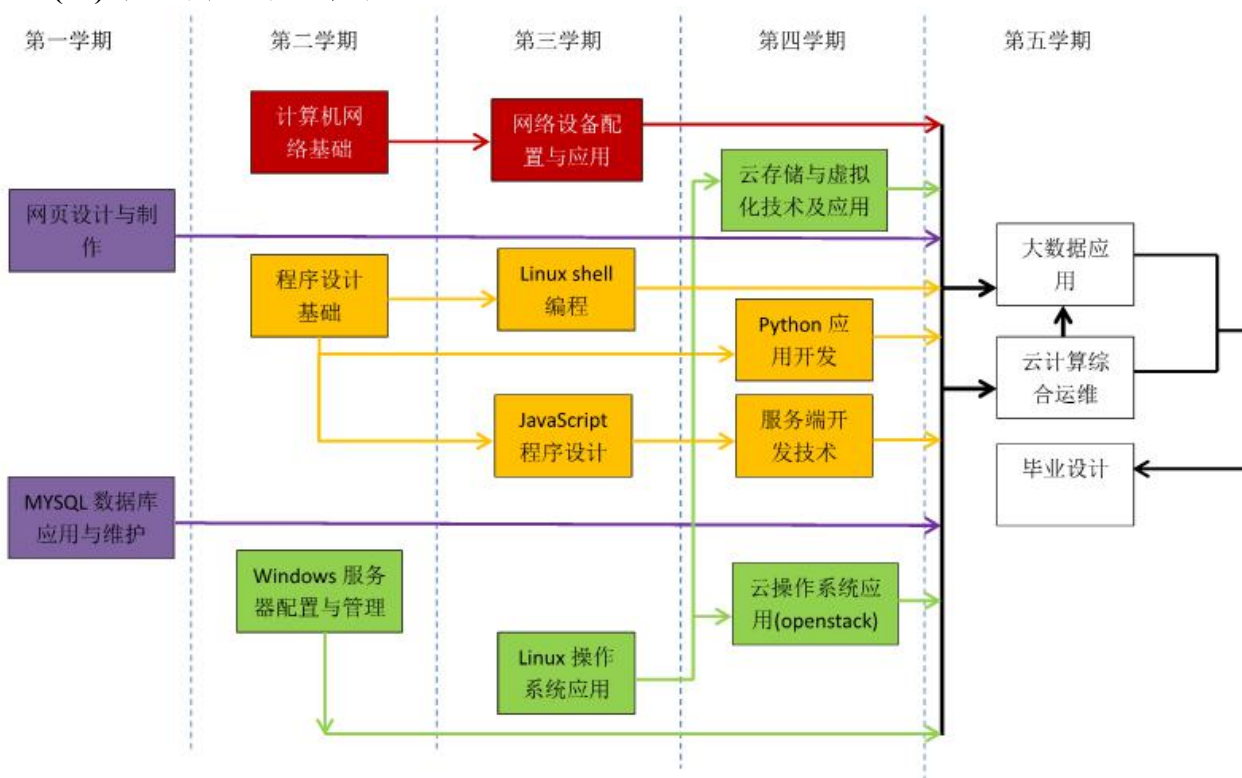 第一学期
第二学期
第三学期
第四学期
第五学期
计算机网
络基础
网络设备配
置与应用
云存储与虚拟
化技术及应用
网页设计与制
作
大数据应
用
程序设计
基础
Linux shell
编程
Python 应
用开发
云计算综
合运维
JavaScript
程序设计
服务端开
发技术
毕业设计
MYSQL 数据库
应用与维护
Windows 服务
器配置与管理
云操作系统应
用(openstack)
Linux 操作
系统应用